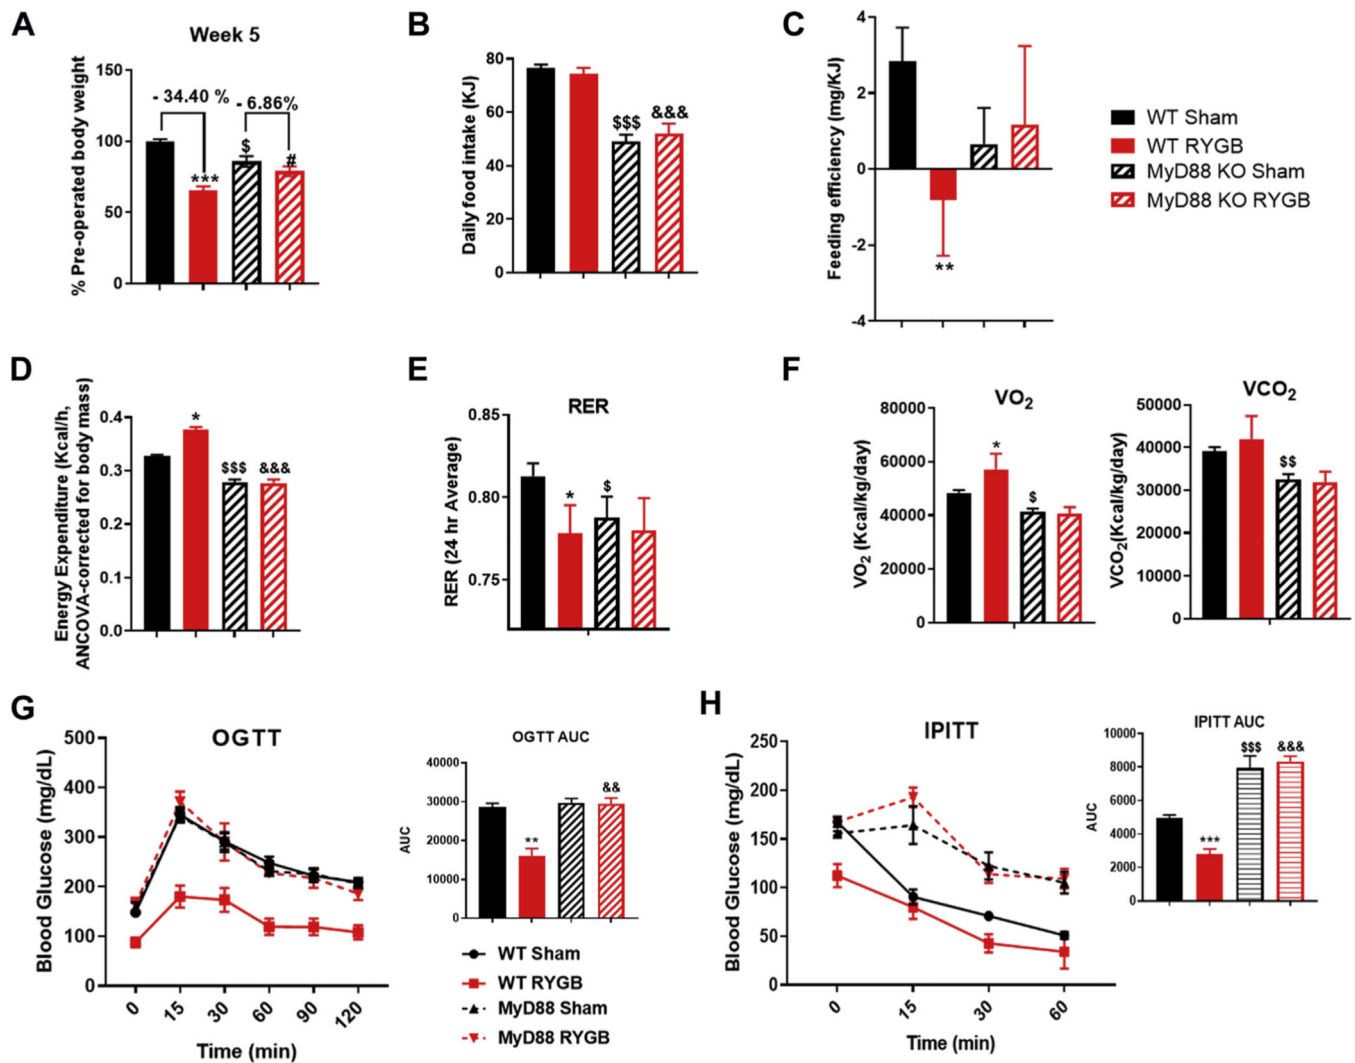 A
Week 5
% Pre-operated body weight
150
100
50
0
- 34.40 %
- 6.86%
***
$
#
B
Daily food intake (KJ)
80
60
40
20
0
$$$
&&&
C
Feeding efficiency (mg/KJ)
4
2
0
-2
-4
**
WT Sham
WT RYGB
MyD88 KO Sham
MyD88 KO RYGB
D
Energy Expenditure (Kcal/h,
ANCOVA-corrected for body mass)
0.4
0.3
0.2
0.1
0.0
*
$$$
&&&
E
RER
RER (24 hr Average)
0.85
0.80
0.75
*
$
F
VO2
VO2 (Kcal/kg/day)
80000
60000
40000
20000
0
*
$
VCO2
VCO2(Kcal/kg/day)
50000
40000
30000
20000
10000
0
$$
G
OGTT
Blood Glucose (mg/dL)
500
400
300
200
100
0
0
15
30
60
90
120
Time (min)
OGTT AUC
AUC
40000
30000
20000
10000
0
**
&&
WT Sham
WT RYGB
MyD88 Sham
MyD88 RYGB
H
IPITT
Blood Glucose (mg/dL)
250
200
150
100
50
0
0
15
30
60
Time (min)
IPITT AUC
AUC
10000
8000
6000
4000
2000
0
***
$$$
&&&